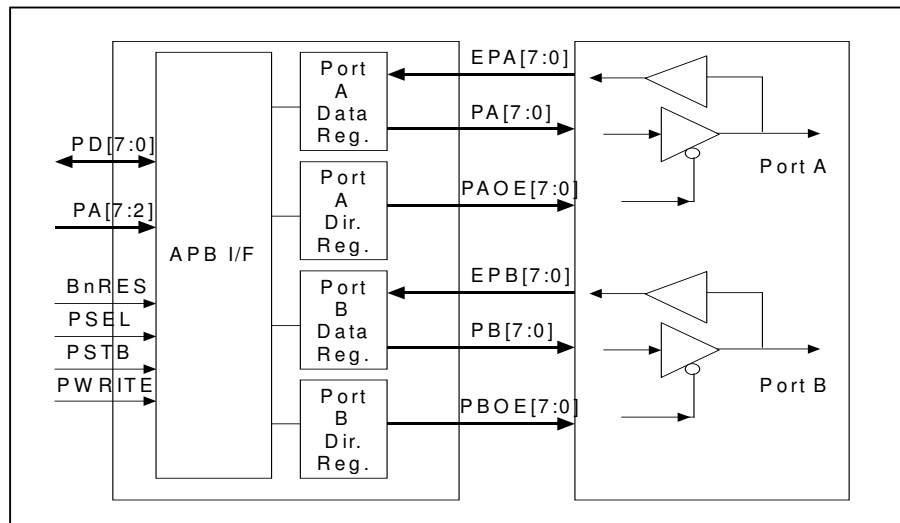 PD[7:0]
PA[7:2]
BnRES
PSEL
PSTB
PWRITE
APB I/F
Port
A
Data
Reg.
Port
A
Dir.
Reg.
Port
B
Data
Reg.
Port
B
Dir.
Reg.
EPA[7:0]
PA[7:0]
PAOE[7:0]
EPB[7:0]
PB[7:0]
PBOE[7:0]
Port A
Port B